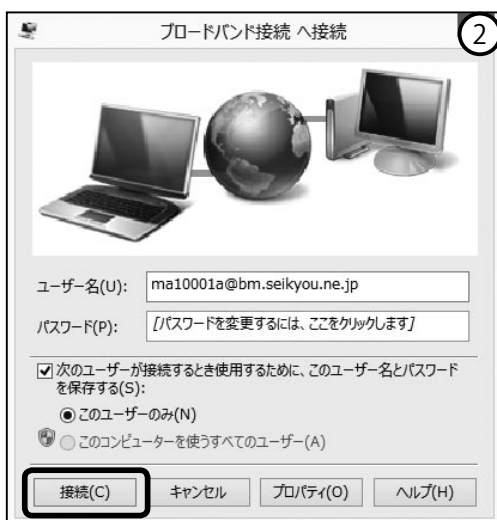 ブロードバンド接続 へ接続
②
ユーザー名(U):
ma10001a@bm.seikyou.ne.jp
パスワード(P):
[パスワードを変更するには、ここをクリックします]
次のユーザーが接続するとき使用するために、このユーザー名とパスワード
を保存する(S):
このユーザーのみ(N)
このコンピューターを使うすべてのユーザー(A)
接続(C)
キャンセル
プロパティ(O)
ヘルプ(H)